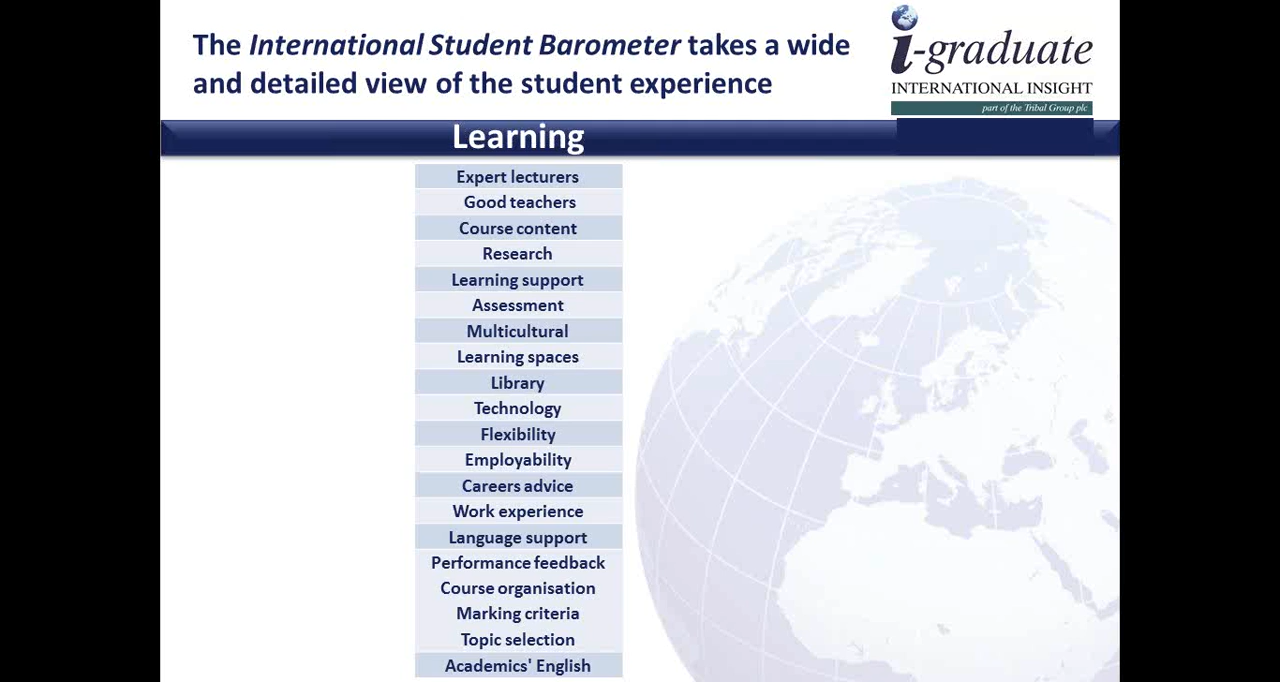 The International Student Barometer takes a wide
and detailed view of the student experience
i-graduate
INTERNATIONAL INSIGHT
part of the Tribal Group plc
Learning
Expert lecturers
Good teachers
Course content
Research
Learning support
Assessment
Multicultural
Learning spaces
Library
Technology
Flexibility
Employability
Careers advice
Work experience
Language support
Performance feedback
Course organisation
Marking criteria
Topic selection
Academics' English